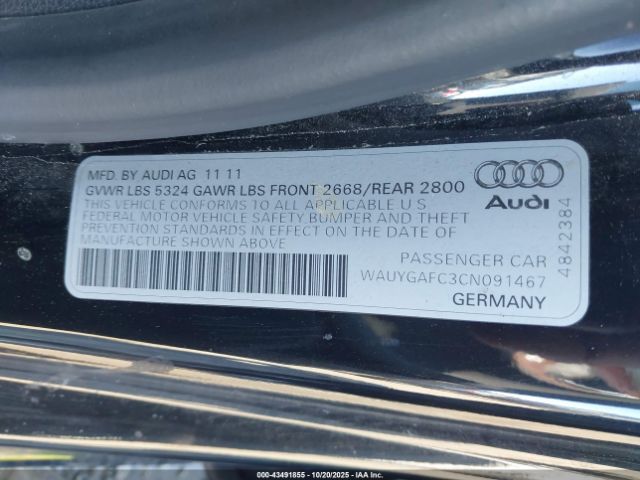 MFD. BY AUDI AG 11 11
GVWR LBS 5324 GAWR LBS FRONT 2668/REAR 2800
THIS VEHICLE CONFORMS TO ALL APPLICABLE U S
FEDERAL MOTOR VEHICLE SAFETY BUMPER AND THEFT
PREVENTION STANDARDS IN EFFECT ON THE DATE OF
MANUFACTURE SHOWN ABOVE
Audi
4842384
PASSENGER CAR
WAUYGAFC3CN091467
GERMANY
000-43491855 - 10/20/2025 - IAAI Copyright